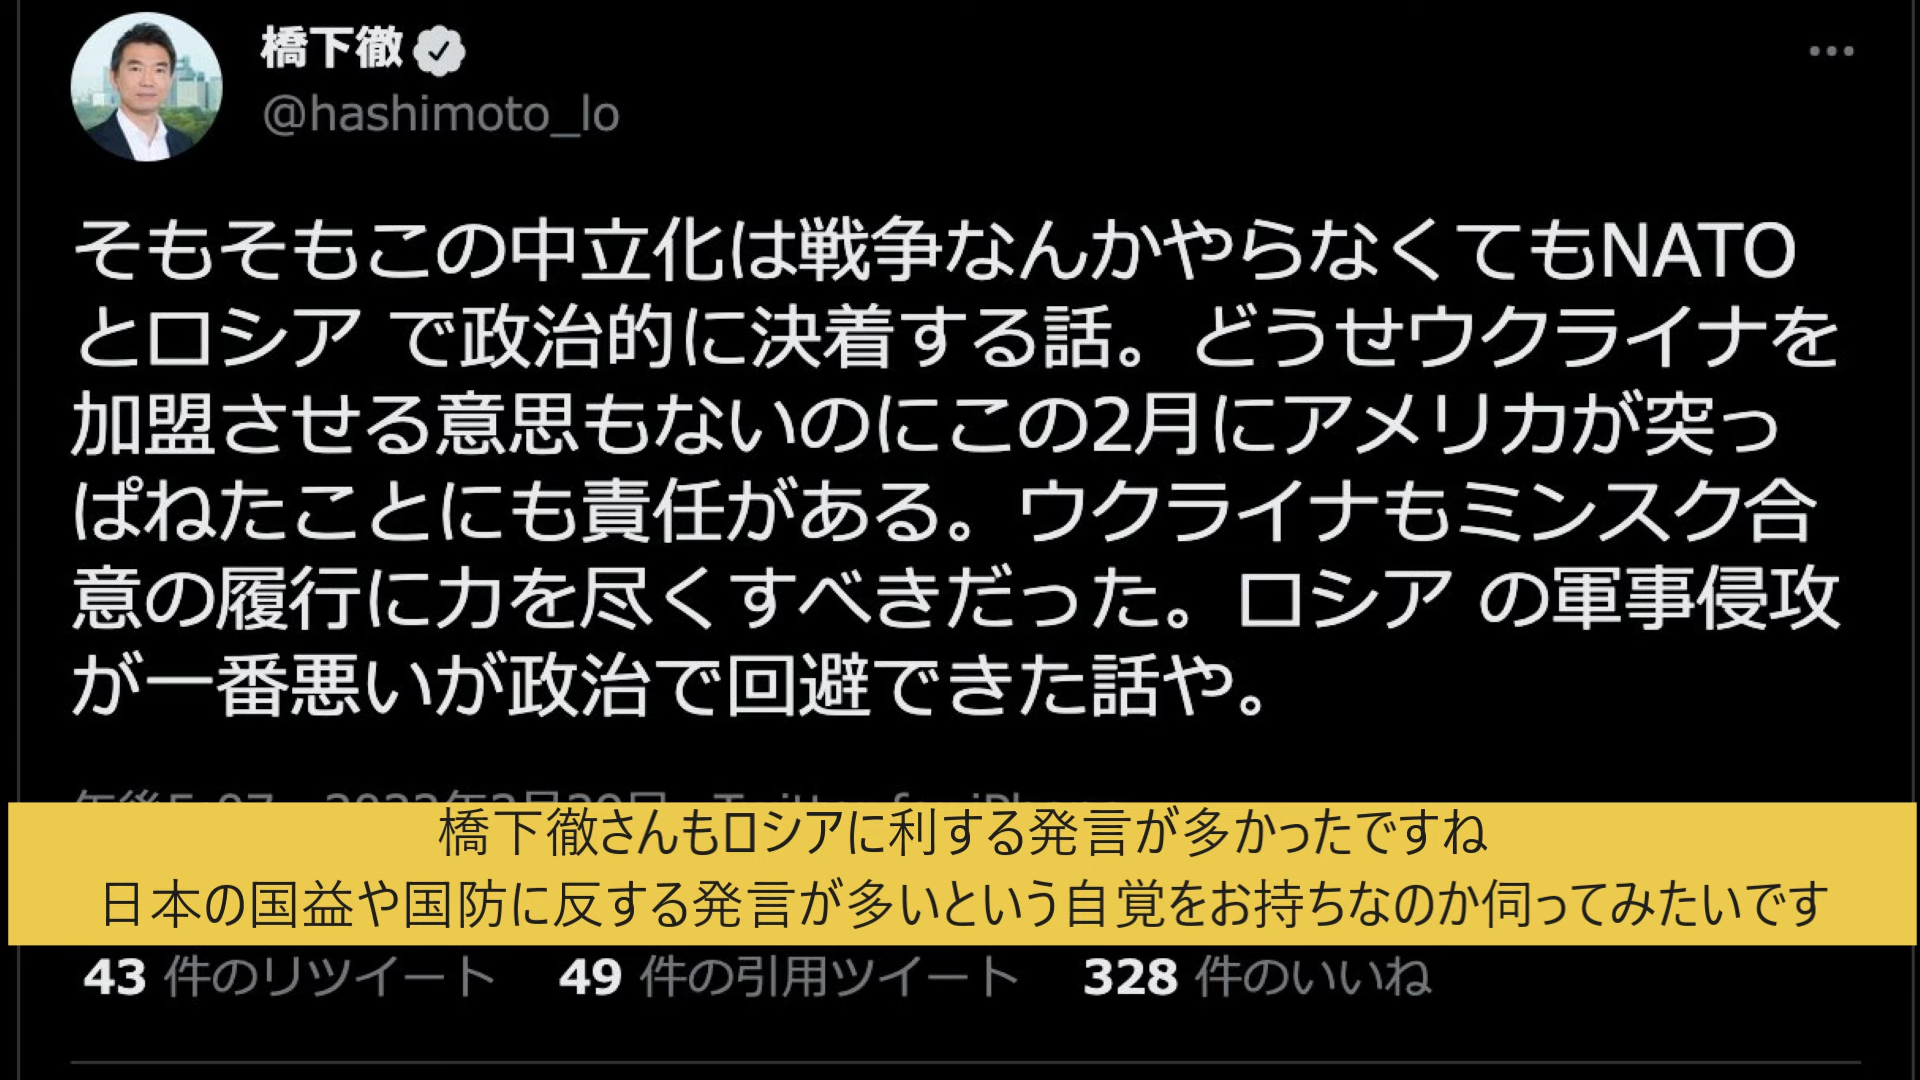 橋下徹
@hashimoto_lo
そもそもこの中立化は戦争なんかやらなくてもNATO
とロシア で政治的に決着する話。どうせウクライナを
加盟させる意思もないのにこの2月にアメリカが突っ
ぱねたことにも責任がある。ウクライナもミンスク合
意の履行に力を尽くすべきだった。ロシア の軍事侵攻
が一番悪いが政治で回避できた話や。
橋下徹さんもロシアに利する発言が多かったですね
日本の国益や国防に反する発言が多いという自覚をお持ちなのか伺ってみたいです
43 件のリツイート 49 件の引用ツイート 328 件のいいね